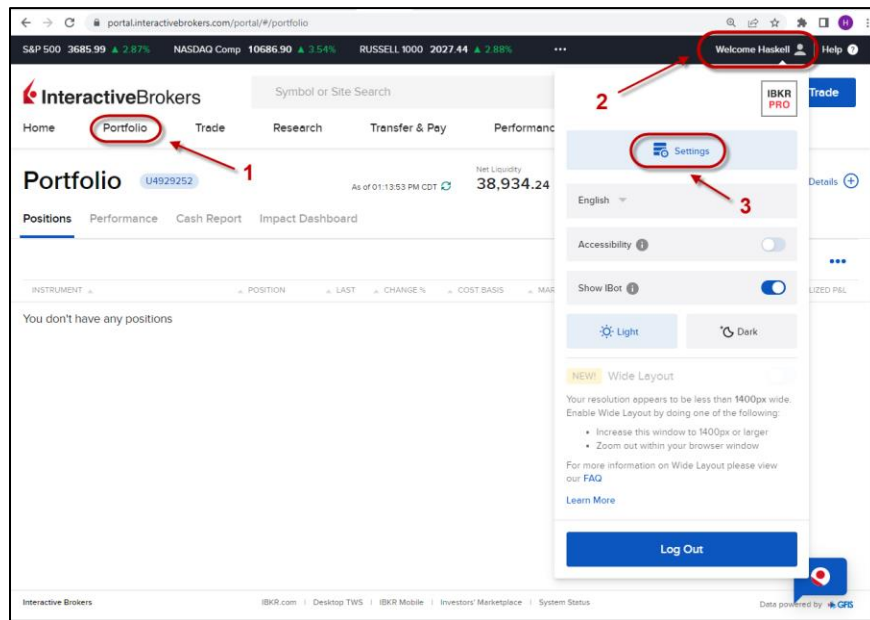 portal.interactivebrokers.com/portal/#/portfolio
H
S&P 500 3685.99 ▲ 2.87% NASDAQ Comp 10686.90 ▲ 3.54% RUSSELL 1000 2027.44 ▲ 2.88% ••• Welcome Haskell Help ?
2
InteractiveBrokers Symbol or Site Search IBKR PRO Trade
Home Portfolio Trade Research Transfer & Pay Performanc
Settings
1
Portfolio U4929252 As of 01:13:53 PM CDT Net Liquidity 38,934.24 Details
3
English
Positions Performance Cash Report Impact Dashboard
Accessibility
•••
INSTRUMENT POSITION LAST CHANGE % COST BASIS MAR LIZED P&L
Show IBot
You don't have any positions
Light Dark
NEW! Wide Layout
Your resolution appears to be less than 1400px wide.
Enable Wide Layout by doing one of the following:
• Increase this window to 1400px or larger
• Zoom out within your browser window
For more information on Wide Layout please view
our FAQ
Learn More
Log Out
Interactive Brokers IBKR.com | Desktop TWS | IBKR Mobile | Investors' Marketplace | System Status Data powered by GFIS